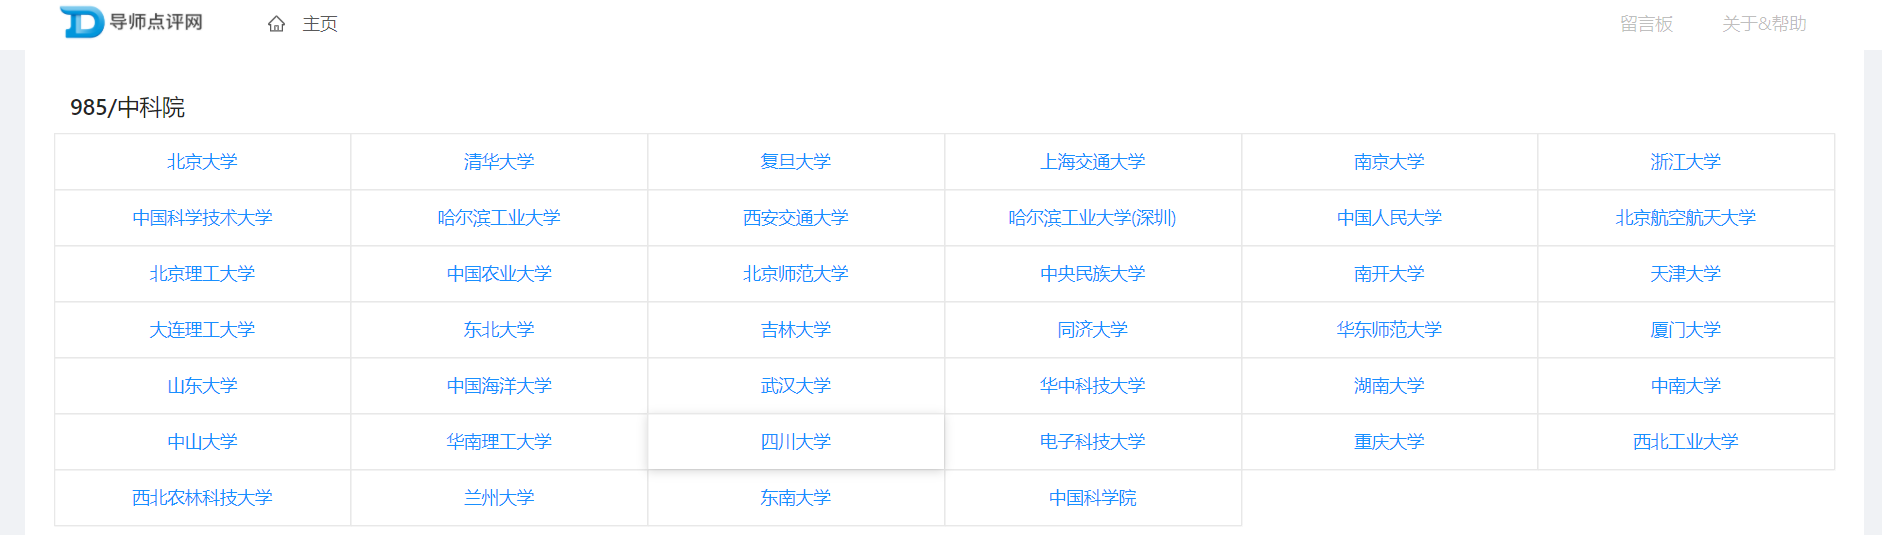 导师点评网 主页 留言板 关于&帮助
985/中科院
北京大学 清华大学 复旦大学 上海交通大学 南京大学 浙江大学
中国科学技术大学 哈尔滨工业大学 西安交通大学 哈尔滨工业大学(深圳) 中国人民大学 北京航空航天大学
北京理工大学 中国农业大学 北京师范大学 中央民族大学 南开大学 天津大学
大连理工大学 东北大学 吉林大学 同济大学 华东师范大学 厦门大学
山东大学 中国海洋大学 武汉大学 华中科技大学 湖南大学 中南大学
中山大学 华南理工大学 四川大学 电子科技大学 重庆大学 西北工业大学
西北农林科技大学 兰州大学 东南大学 中国科学院